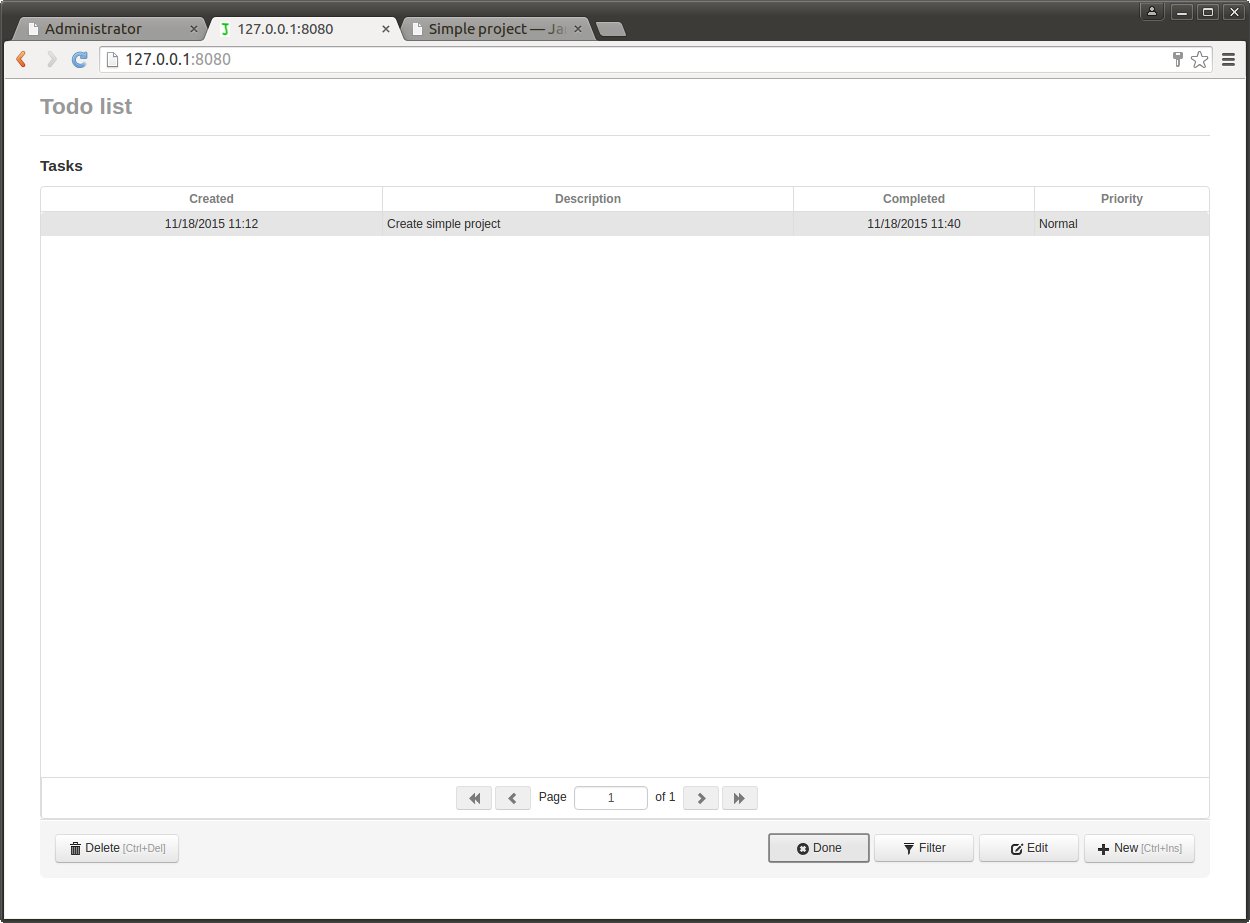 Administrator
127.0.0.1:8080
Simple project — Ja
127.0.0.1:8080
Todo list
Tasks
Created Description Completed Priority
11/18/2015 11:12 Create simple project 11/18/2015 11:40 Normal
Page 1 of 1
Delete [Ctrl+Del] Done Filter Edit New [Ctrl+Ins]